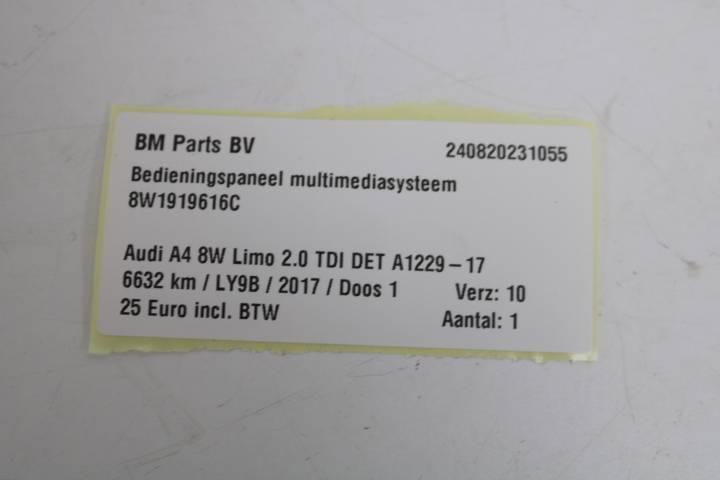 BM Parts BV 240820231055
Bedieningspaneel multimediasysteem
8W1919616C
Audi A4 8W Limo 2.0 TDI DET A1229-17
6632 km / LY9B / 2017 / Doos 1 Verz: 10
25 Euro incl. BTW Aantal: 1